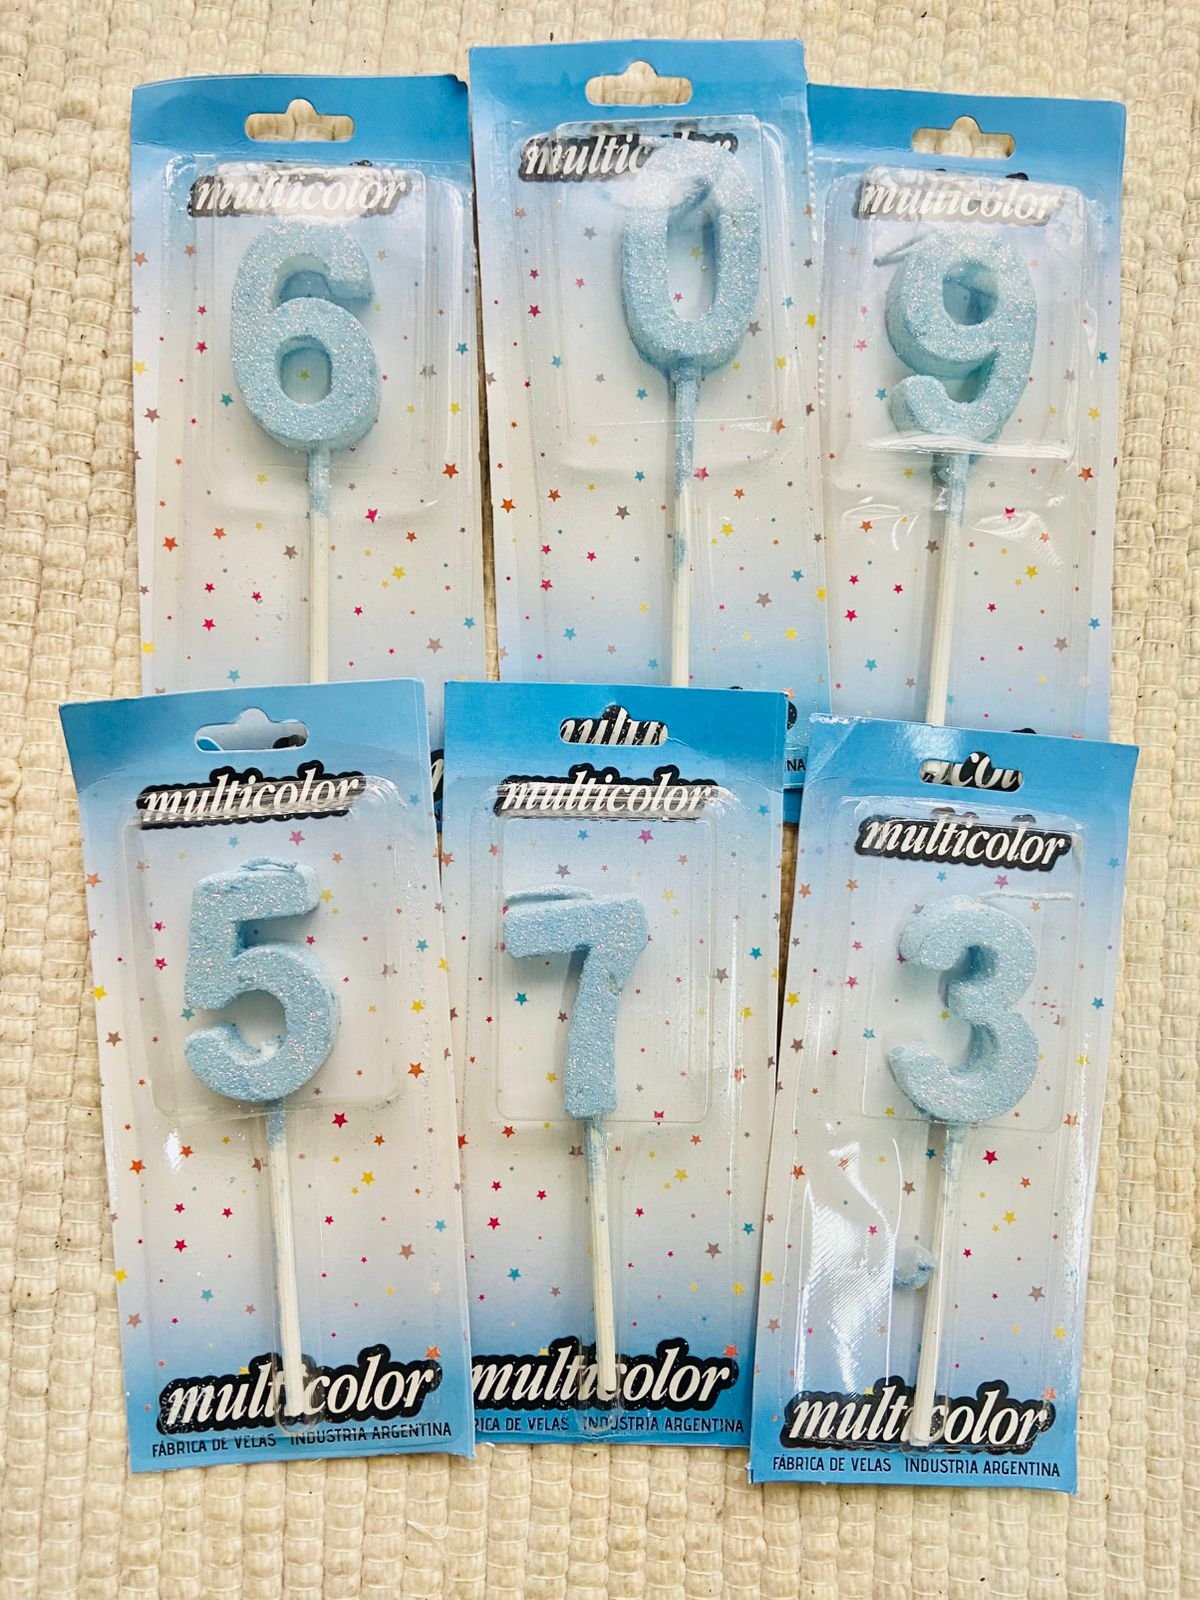 multicolor
multicolor
multicolor
6
0
9
multicolor
multicolor
multicolor
5
7
3
multicolor
FÁBRICA DE VELAS INDUSTRIA ARGENTINA
multicolor
DE VELAS INDUSTRIA ARGENTINA
multicolor
FÁBRICA DE VELAS INDUSTRIA ARGENTINA